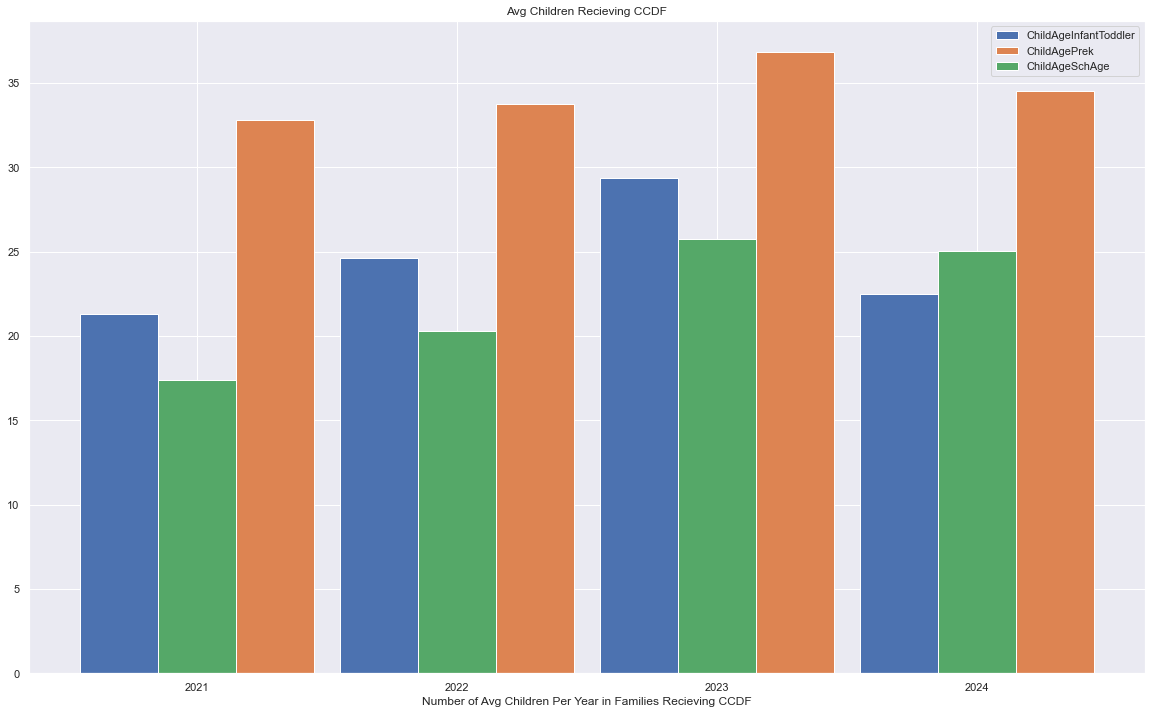 Avg Children Recieving CCDF
ChildAgeInfantToddler
ChildAgePrek
ChildAgeSchAge
35
30
25
20
15
10
5
0
2021 2022 2023 2024
Number of Avg Children Per Year in Families Recieving CCDF